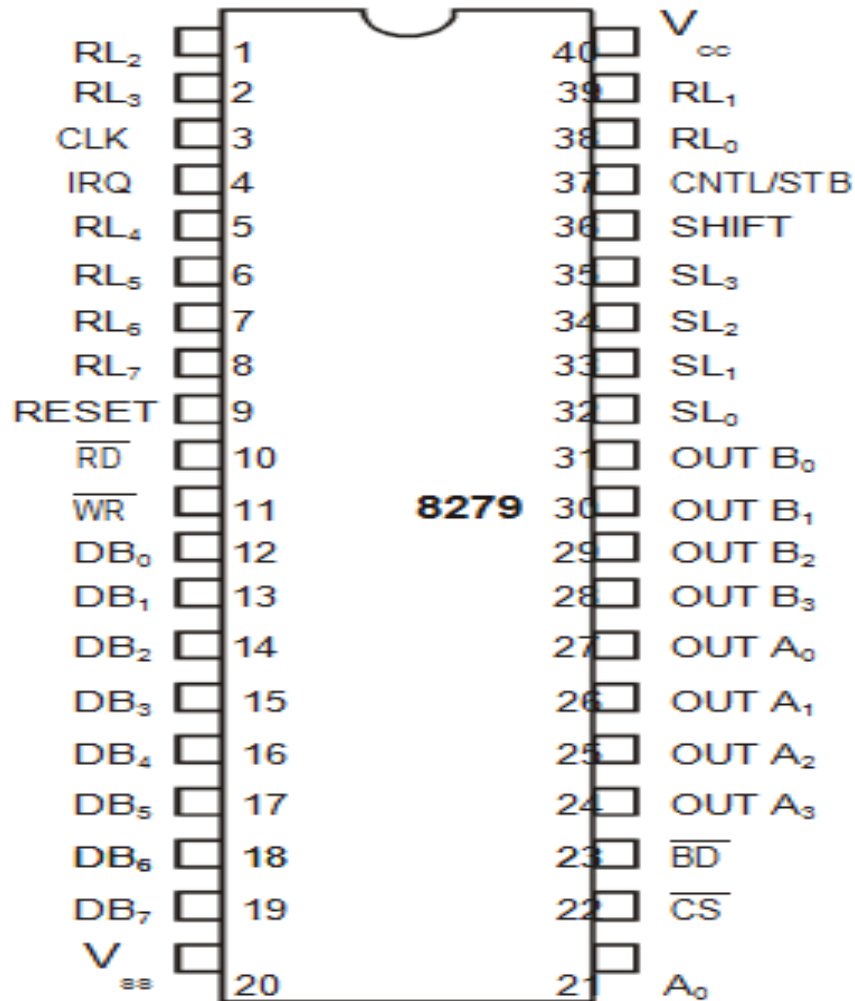 RL₂ 1 40 Vcc
RL₃ 2 39 RL₁
CLK 3 38 RL₀
IRQ 4 37 CNTL/STB
RL₄ 5 36 SHIFT
RL₅ 6 35 SL₃
RL₆ 7 34 SL₂
RL₇ 8 33 SL₁
RESET 9 32 SL₀
R̅D̅ 10 31 OUT B₀
W̅R̅ 11 8279 30 OUT B₁
DB₀ 12 29 OUT B₂
DB₁ 13 28 OUT B₃
DB₂ 14 27 OUT A₀
DB₃ 15 26 OUT A₁
DB₄ 16 25 OUT A₂
DB₅ 17 24 OUT A₃
DB₆ 18 23 B̅D̅
DB₇ 19 22 C̅S̅
Vss 20 21 A₀